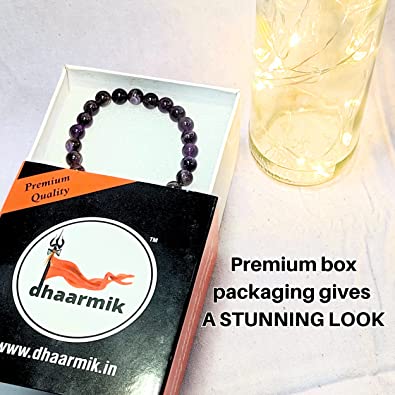 Premium
Quality
TM
dhaarmik
www.dhaarmik.in
Premium box
packaging gives
A STUNNING LOOK